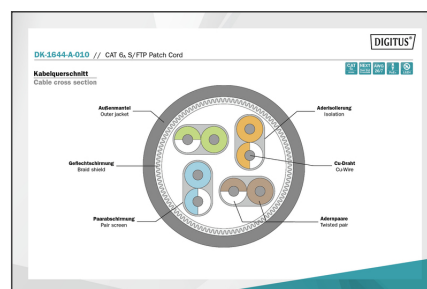 DIGITUS®
DK-1644-A-010 // CAT 6A S/FTP Patch Cord
Kabelquerschnitt
Cable cross section
Außenmantel
Outer jacket
Aderisolierung
Isolation
Geflechtschirmung
Braid shield
Cu-Draht
Cu-Wire
Paarabschirmung
Pair screen
Aderspaare
Twisted pair